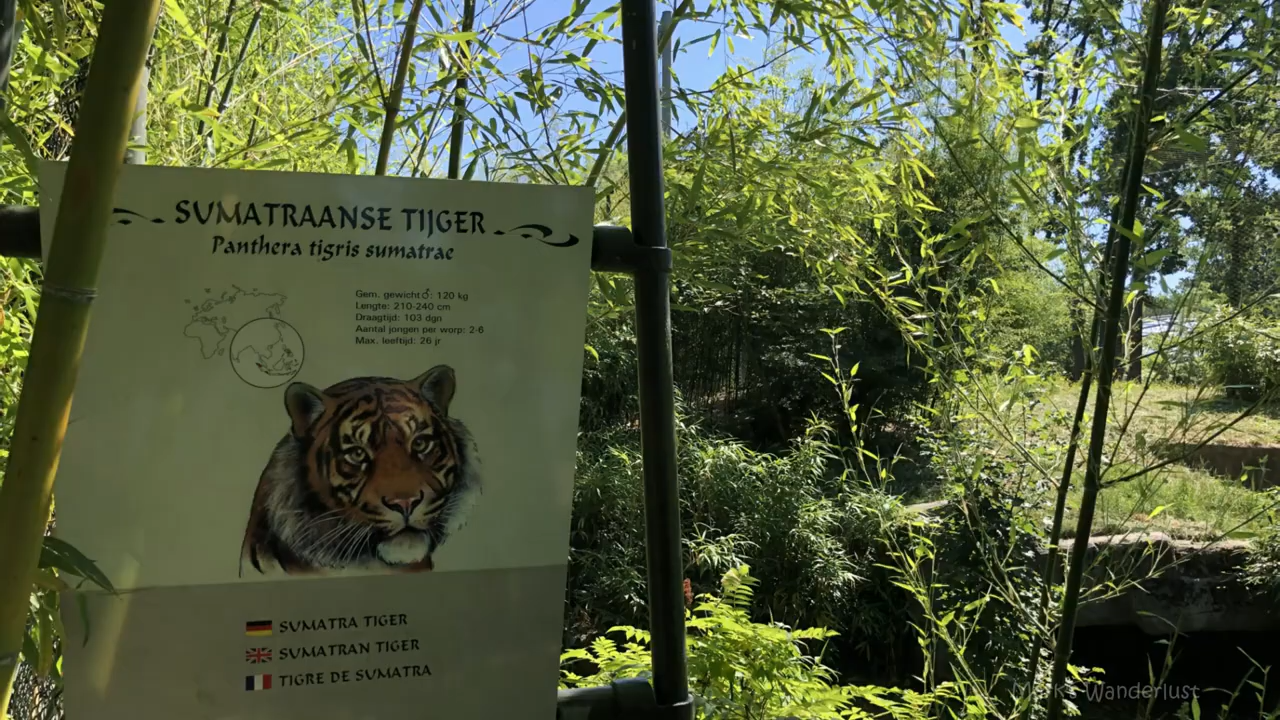 SUMATRAANSE TIJGER
Panthera tigris sumatrae
Gem. gewicht♂: 120 kg
Lengte: 210-240 cm
Draagtijd: 103 dgn
Aantal jongen per worp: 2-6
Max. leeftijd: 26 jr
SUMATRA TIGER
SUMATRAN TIGER
TIGRE DE SUMATRA
Wanderlust